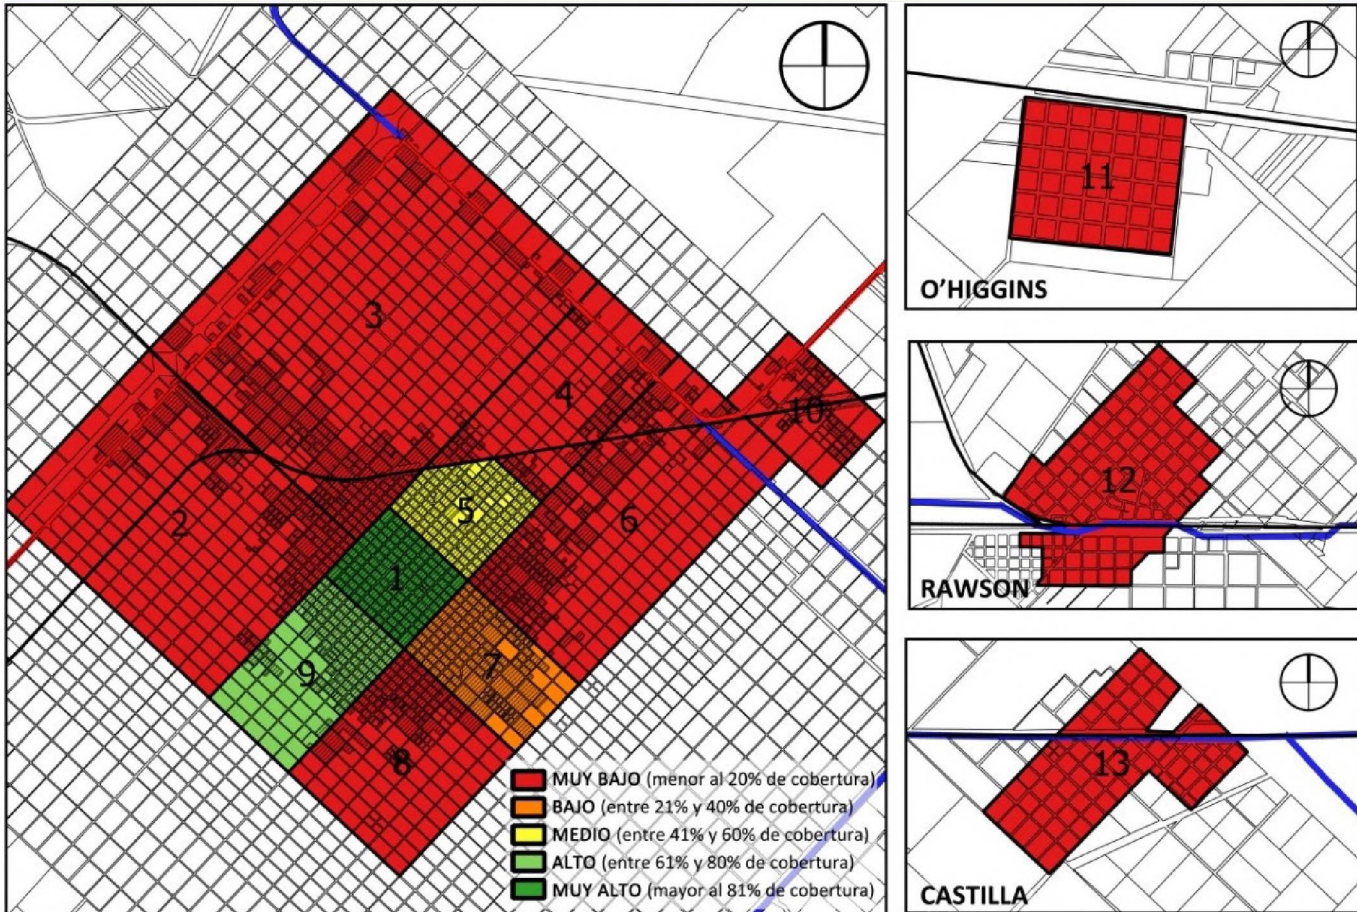 3
4
10
5
2
6
1
9
7
8
MUY BAJO (menor al 20% de cobertura)
BAJO (entre 21% y 40% de cobertura)
MEDIO (entre 41% y 60% de cobertura)
ALTO (entre 61% y 80% de cobertura)
MUY ALTO (mayor al 81% de cobertura)
11
O'HIGGINS
12
RAWSON
13
CASTILLA